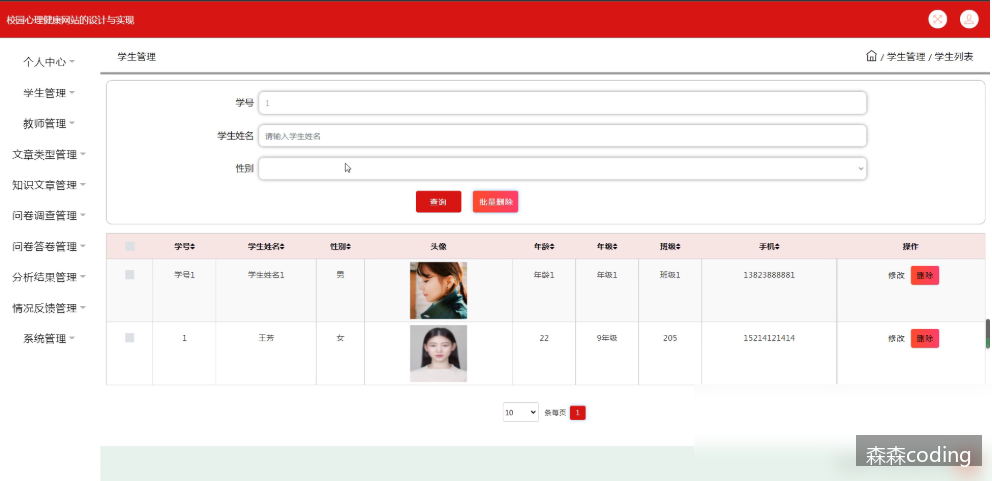 校园心理健康网站的设计与实现
学生管理
/ 学生管理 / 学生列表
个人中心
学生管理
教师管理
文章类型管理
知识文章管理
问卷调查管理
问卷答卷管理
分析结果管理
情况反馈管理
系统管理
学号 1
学生姓名 请输入学生姓名
性别
查询 批量删除
学号 学生姓名 性别 头像 年龄 年级 班级 手机 操作
学号1 学生姓名1 男 年龄1 年级1 班级1 13823888881 修改 删除
1 王芳 女 22 9年级 205 15214121414 修改 删除
10 条每页 1
森森coding